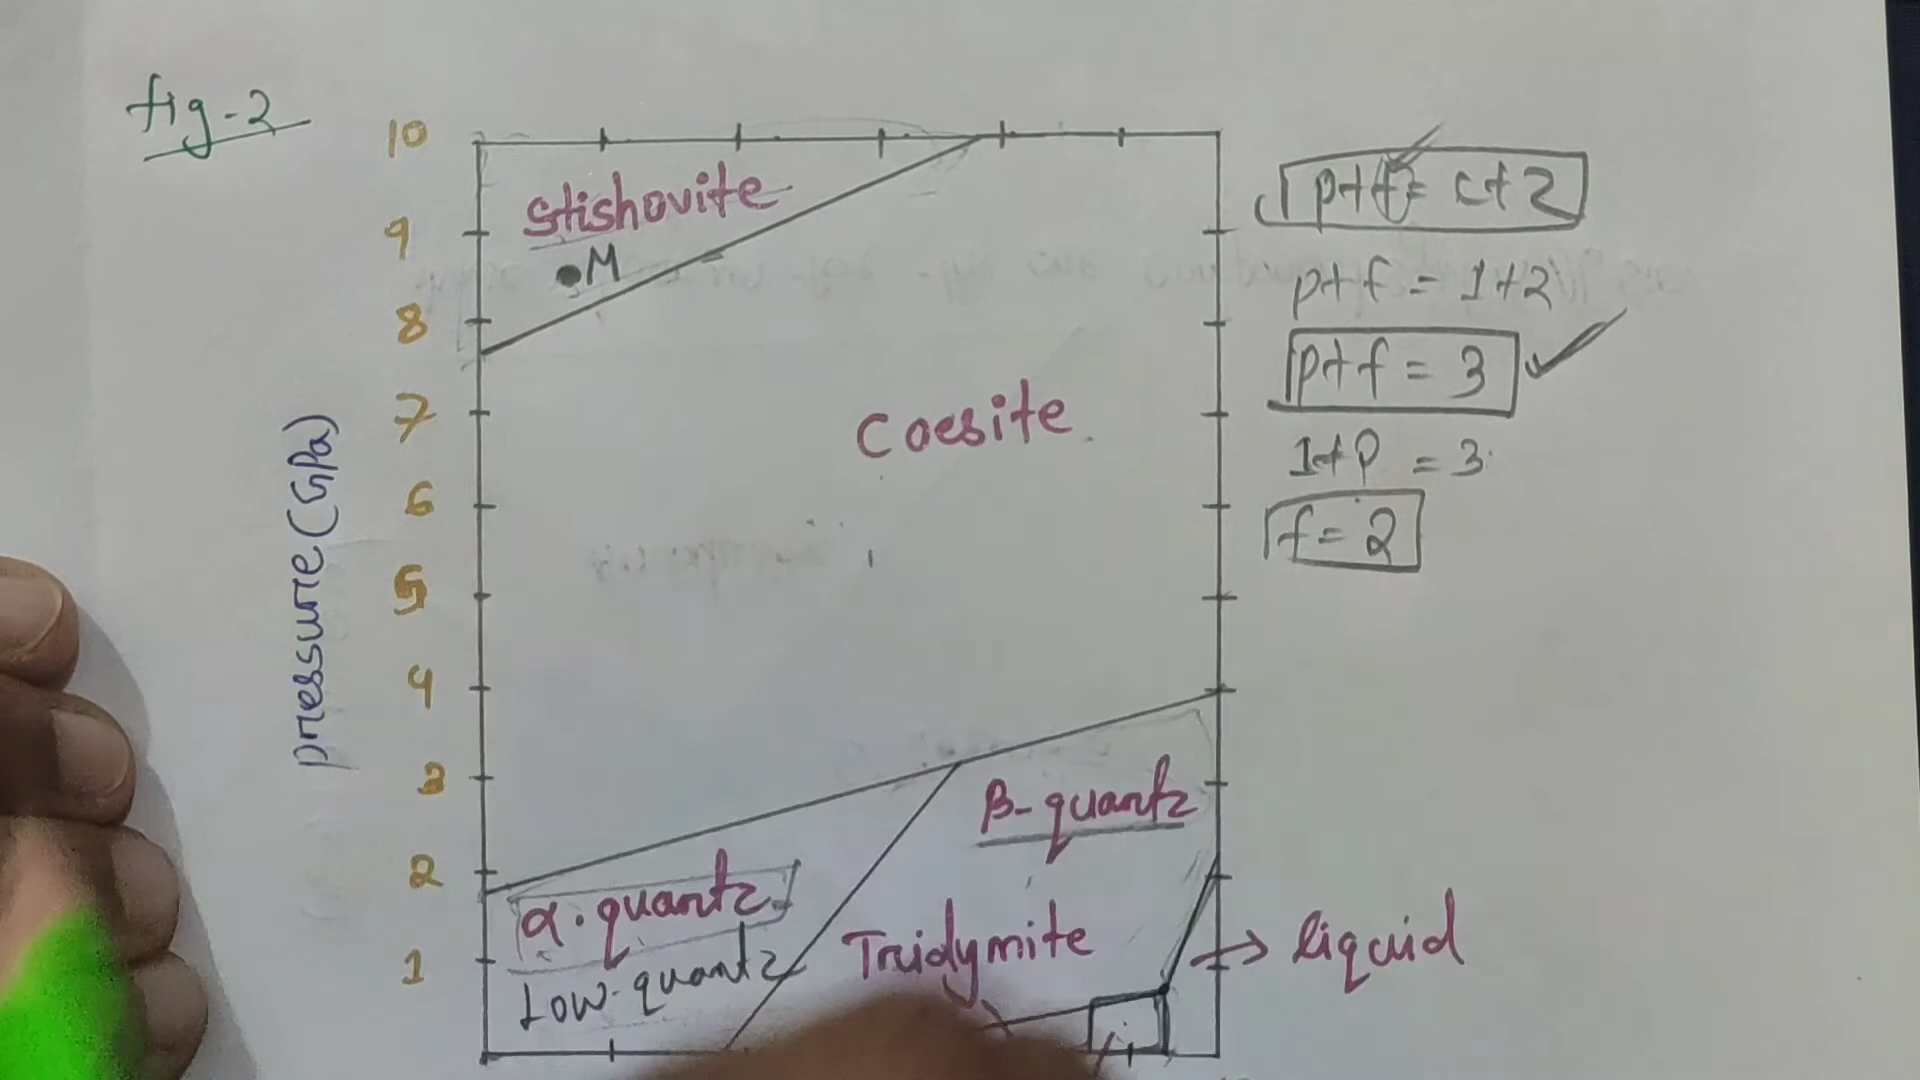 fig-2
10
9
8
7
6
5
4
3
2
1
pressure (GPa)
Stishovite
M
Coesite
β-quartz
α-quartz
Low-quartz
Tridymite
liquid
p+f = c+2
p+f = 1+2
p+f = 3
1+f = 3
f = 2